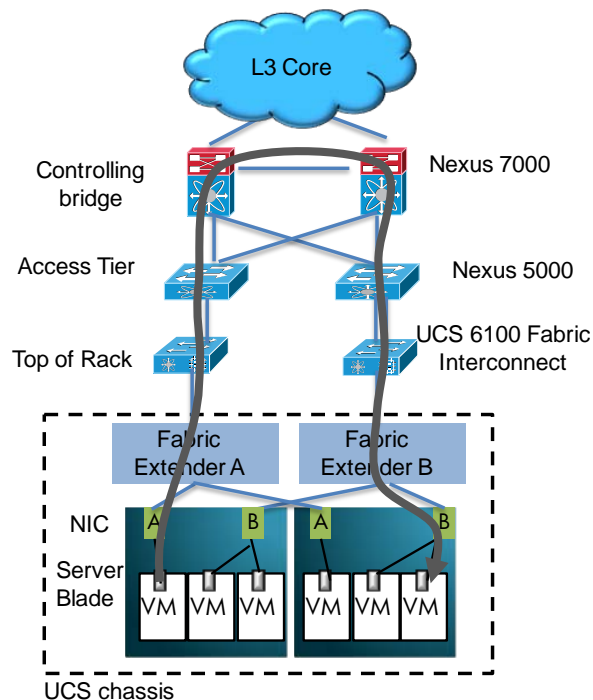 L3 Core
Controlling
bridge
Nexus 7000
Access Tier
Nexus 5000
Top of Rack
UCS 6100 Fabric
Interconnect
Fabric
Extender A
Fabric
Extender B
NIC
A
B
A
B
Server
Blade
VM
VM
VM
VM
VM
VM
UCS chassis